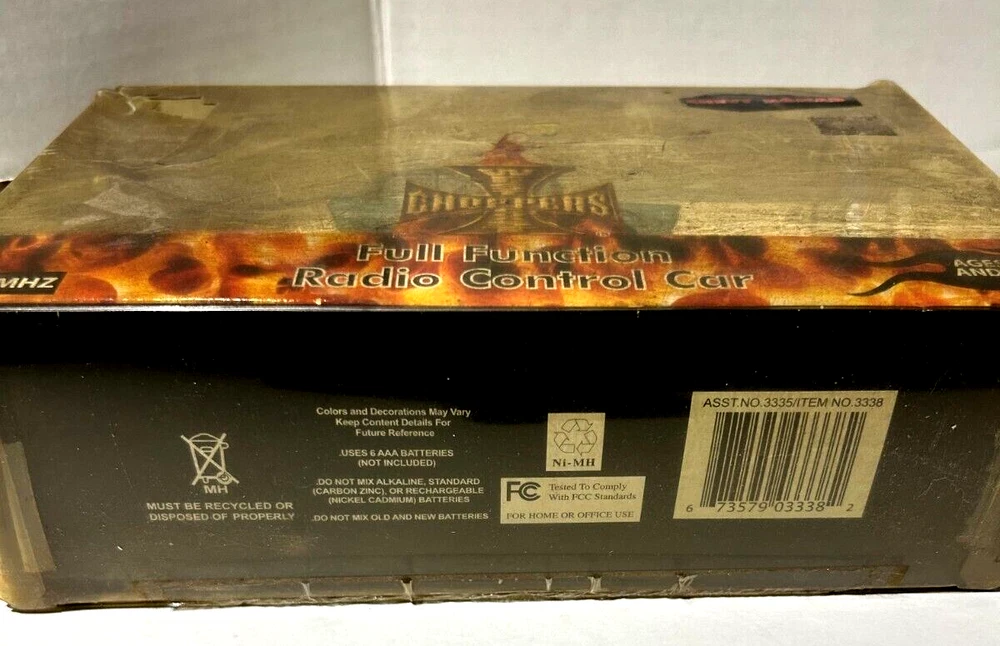 CHOPPERS
Full Function
Radio Control Car
MHZ
AGES
AND
Colors and Decorations May Vary
Keep Content Details For
Future Reference
.USES 6 AAA BATTERIES
(NOT INCLUDED)
.DO NOT MIX ALKALINE, STANDARD
(CARBON ZINC), OR RECHARGEABLE
(NICKEL CADMIUM) BATTERIES
.DO NOT MIX OLD AND NEW BATTERIES
MH
MUST BE RECYCLED OR
DISPOSED OF PROPERLY
Ni-MH
FC Tested To Comply
With FCC Standards
FOR HOME OR OFFICE USE
ASST.NO.3335/ITEM NO.3338
6 73579 03338 2